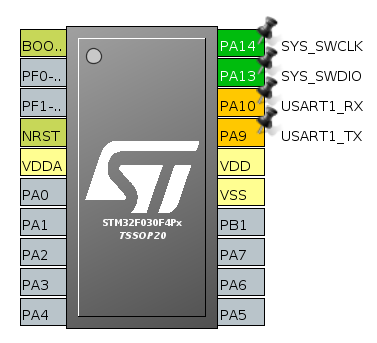 BOO.. PA14 SYS_SWCLK
PF0-.. PA13 SYS_SWDIO
PF1-.. PA10 USART1_RX
NRST PA9 USART1_TX
VDDA VDD
PA0 VSS
PA1 PB1
PA2 PA7
PA3 PA6
PA4 PA5
ST
STM32F030F4Px
TSSOP20